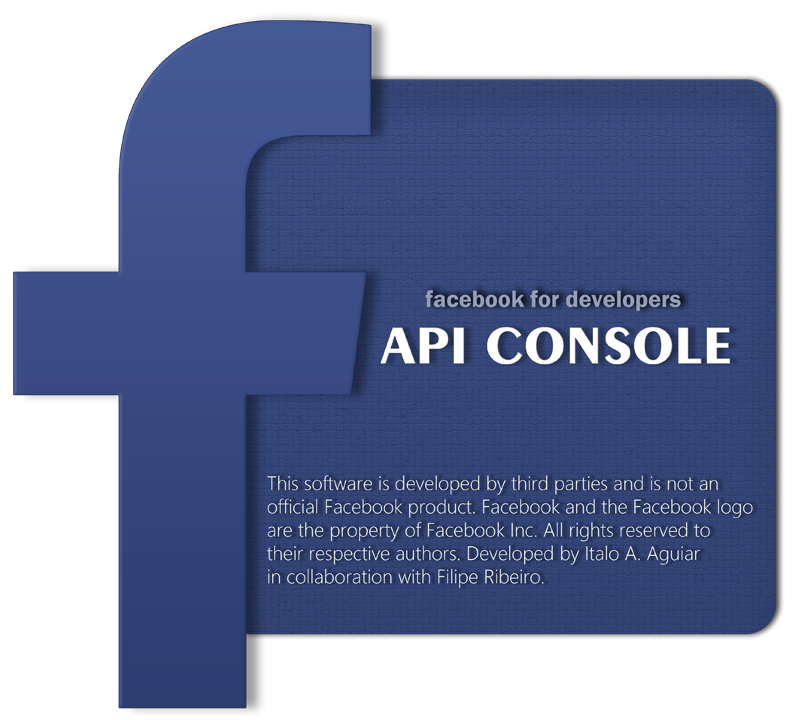 f
facebook for developers
API CONSOLE
This software is developed by third parties and is not an
official Facebook product. Facebook and the Facebook logo
are the property of Facebook Inc. All rights reserved to
their respective authors. Developed by Italo A. Aguiar
in collaboration with Filipe Ribeiro.